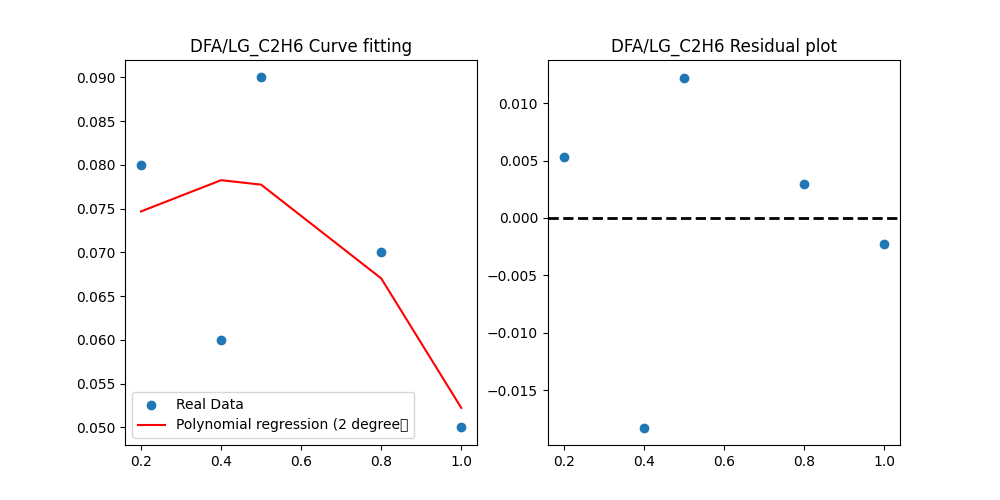 DFA/LG_C2H6 Curve fitting
0.090
0.085
0.080
0.075
0.070
0.065
0.060
0.055
0.050
Real Data
Polynomial regression (2 degree
0.2 0.4 0.6 0.8 1.0
DFA/LG_C2H6 Residual plot
0.010
0.005
0.000
−0.005
−0.010
−0.015
0.2 0.4 0.6 0.8 1.0